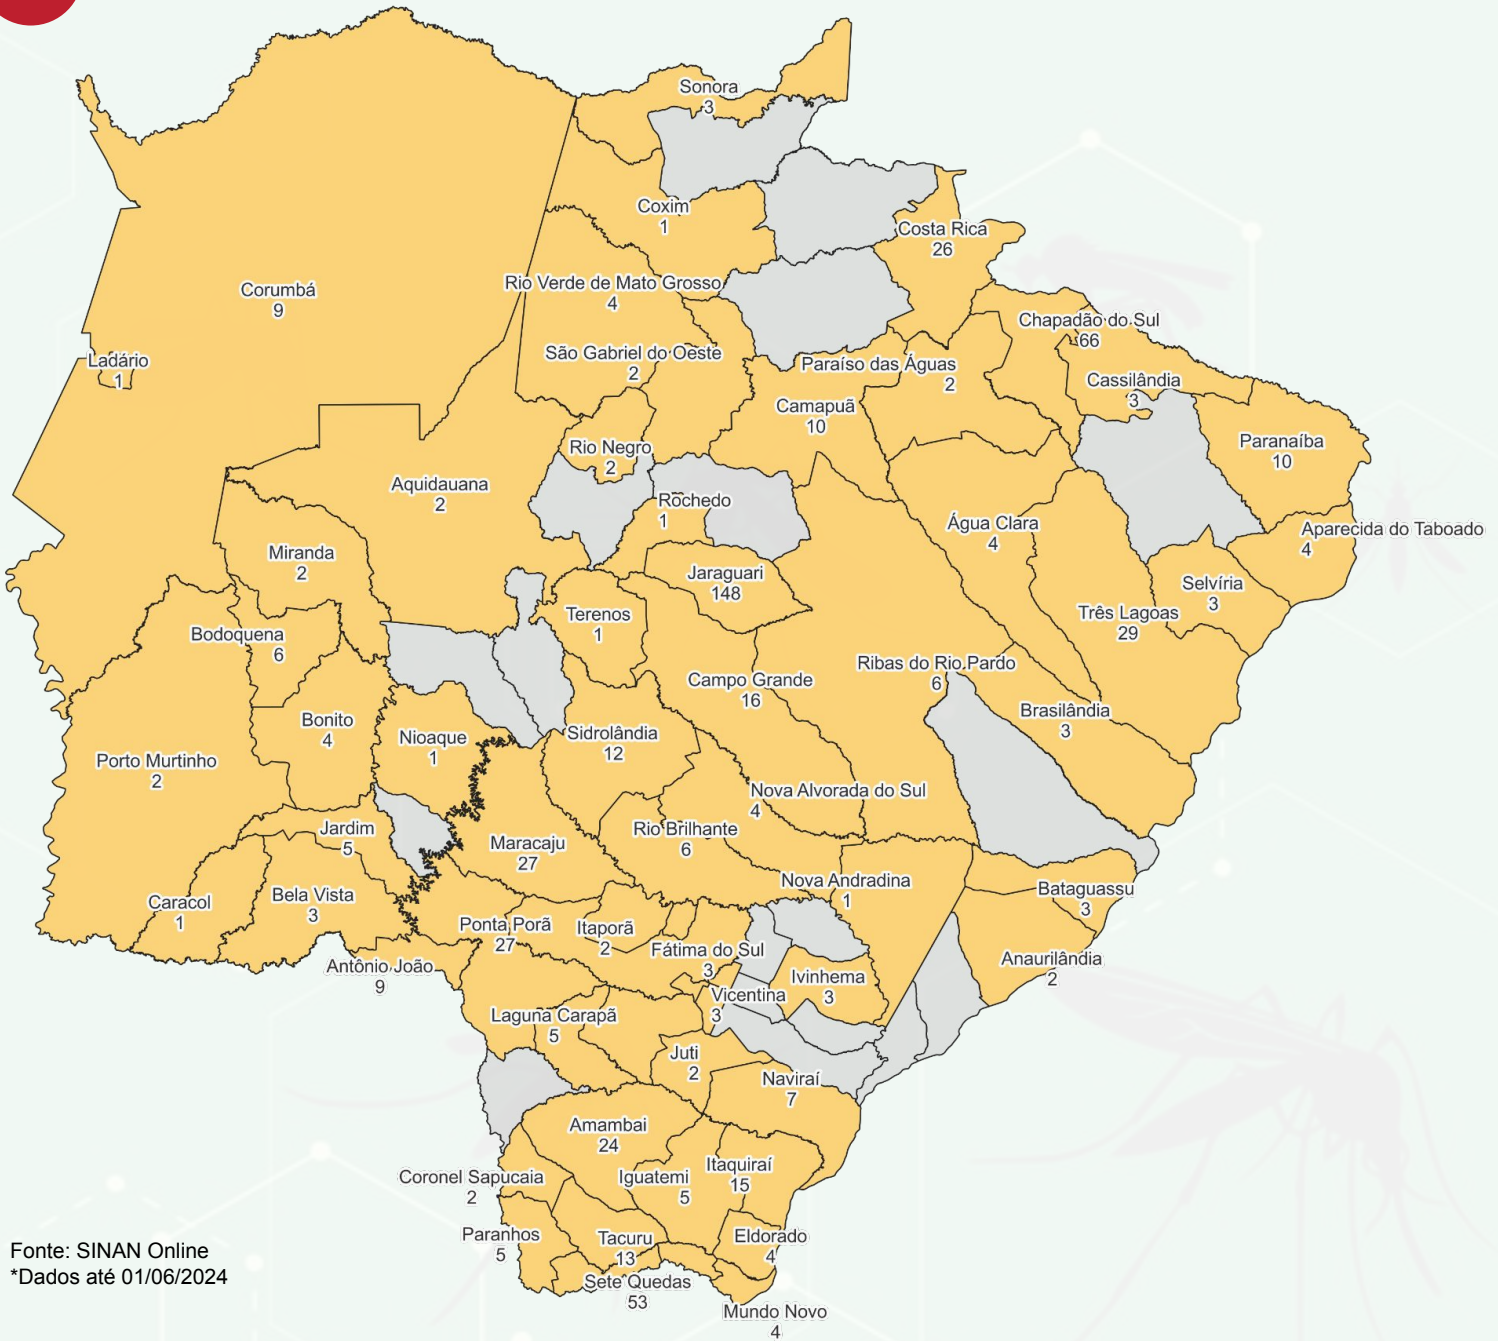 Sonora
3
Coxim
1
Costa Rica
26
Corumbá
9
Rio Verde de Mato Grosso
4
Chapadão do Sul
66
São Gabriel do Oeste
2
Paraíso das Águas
2
Ladário
1
Cassilândia
3
Camapuã
10
Paranaíba
10
Rio Negro
2
Aquidauana
2
Rochedo
1
Água Clara
4
Aparecida do Taboado
4
Miranda
2
Jaraguari
148
Selvíria
3
Terenos
1
Três Lagoas
29
Bodoquena
6
Ribas do Rio Pardo
6
Campo Grande
16
Brasilândia
3
Bonito
4
Nioaque
1
Sidrolândia
12
Porto Murtinho
2
Nova Alvorada do Sul
4
Jardim
5
Rio Brilhante
6
Maracaju
27
Nova Andradina
1
Bataguassu
3
Bela Vista
3
Caracol
1
Ponta Porã
27
Itaporã
2
Fátima do Sul
3
Anaurilândia
2
Antônio João
9
Ivinhema
3
Vicentina
3
Laguna Carapã
5
Juti
2
Naviraí
7
Amambai
24
Itaquiraí
15
Coronel Sapucaia
2
Iguatemi
5
Paranhos
5
Tacuru
13
Eldorado
4
Sete Quedas
53
Mundo Novo
4
Fonte: SINAN Online
*Dados até 01/06/2024